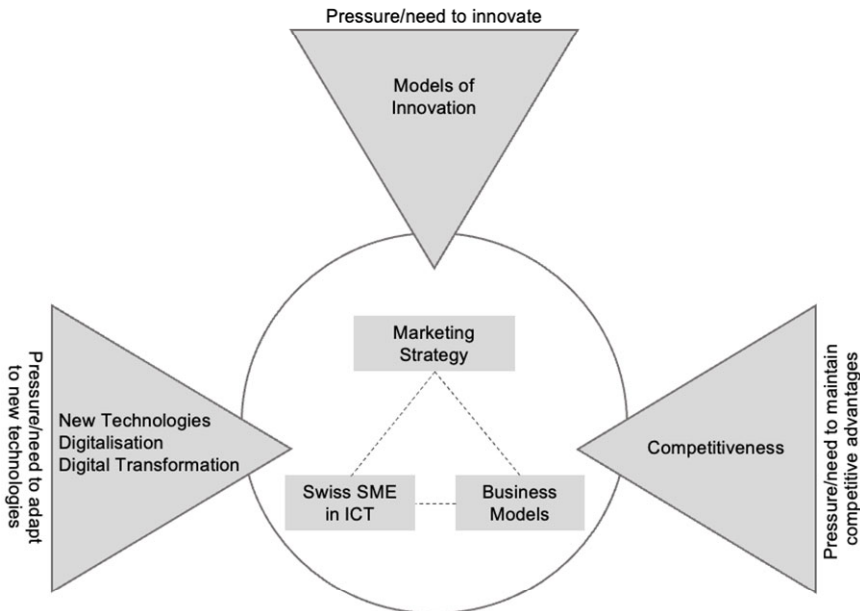 Pressure/need to innovate
Models of
Innovation
Marketing
Strategy
Pressure/need to adapt
to new technologies
New Technologies
Digitalisation
Digital Transformation
Swiss SME
in ICT
Business
Models
Competitiveness
Pressure/need to maintain
competitive advantages